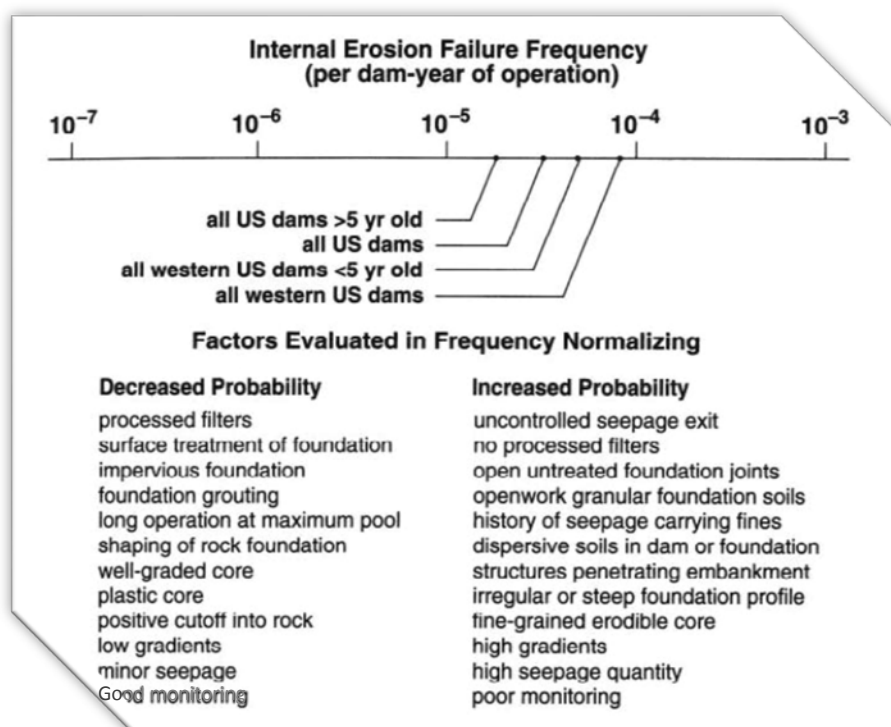 Internal Erosion Failure Frequency
(per dam-year of operation)
10⁻⁷ 10⁻⁶ 10⁻⁵ 10⁻⁴ 10⁻³
all US dams >5 yr old
all US dams
all western US dams <5 yr old
all western US dams
Factors Evaluated in Frequency Normalizing
Decreased Probability
processed filters
surface treatment of foundation
impervious foundation
foundation grouting
long operation at maximum pool
shaping of rock foundation
well-graded core
plastic core
positive cutoff into rock
low gradients
minor seepage
Good monitoring
Increased Probability
uncontrolled seepage exit
no processed filters
open untreated foundation joints
openwork granular foundation soils
history of seepage carrying fines
dispersive soils in dam or foundation
structures penetrating embankment
irregular or steep foundation profile
fine-grained erodible core
high gradients
high seepage quantity
poor monitoring